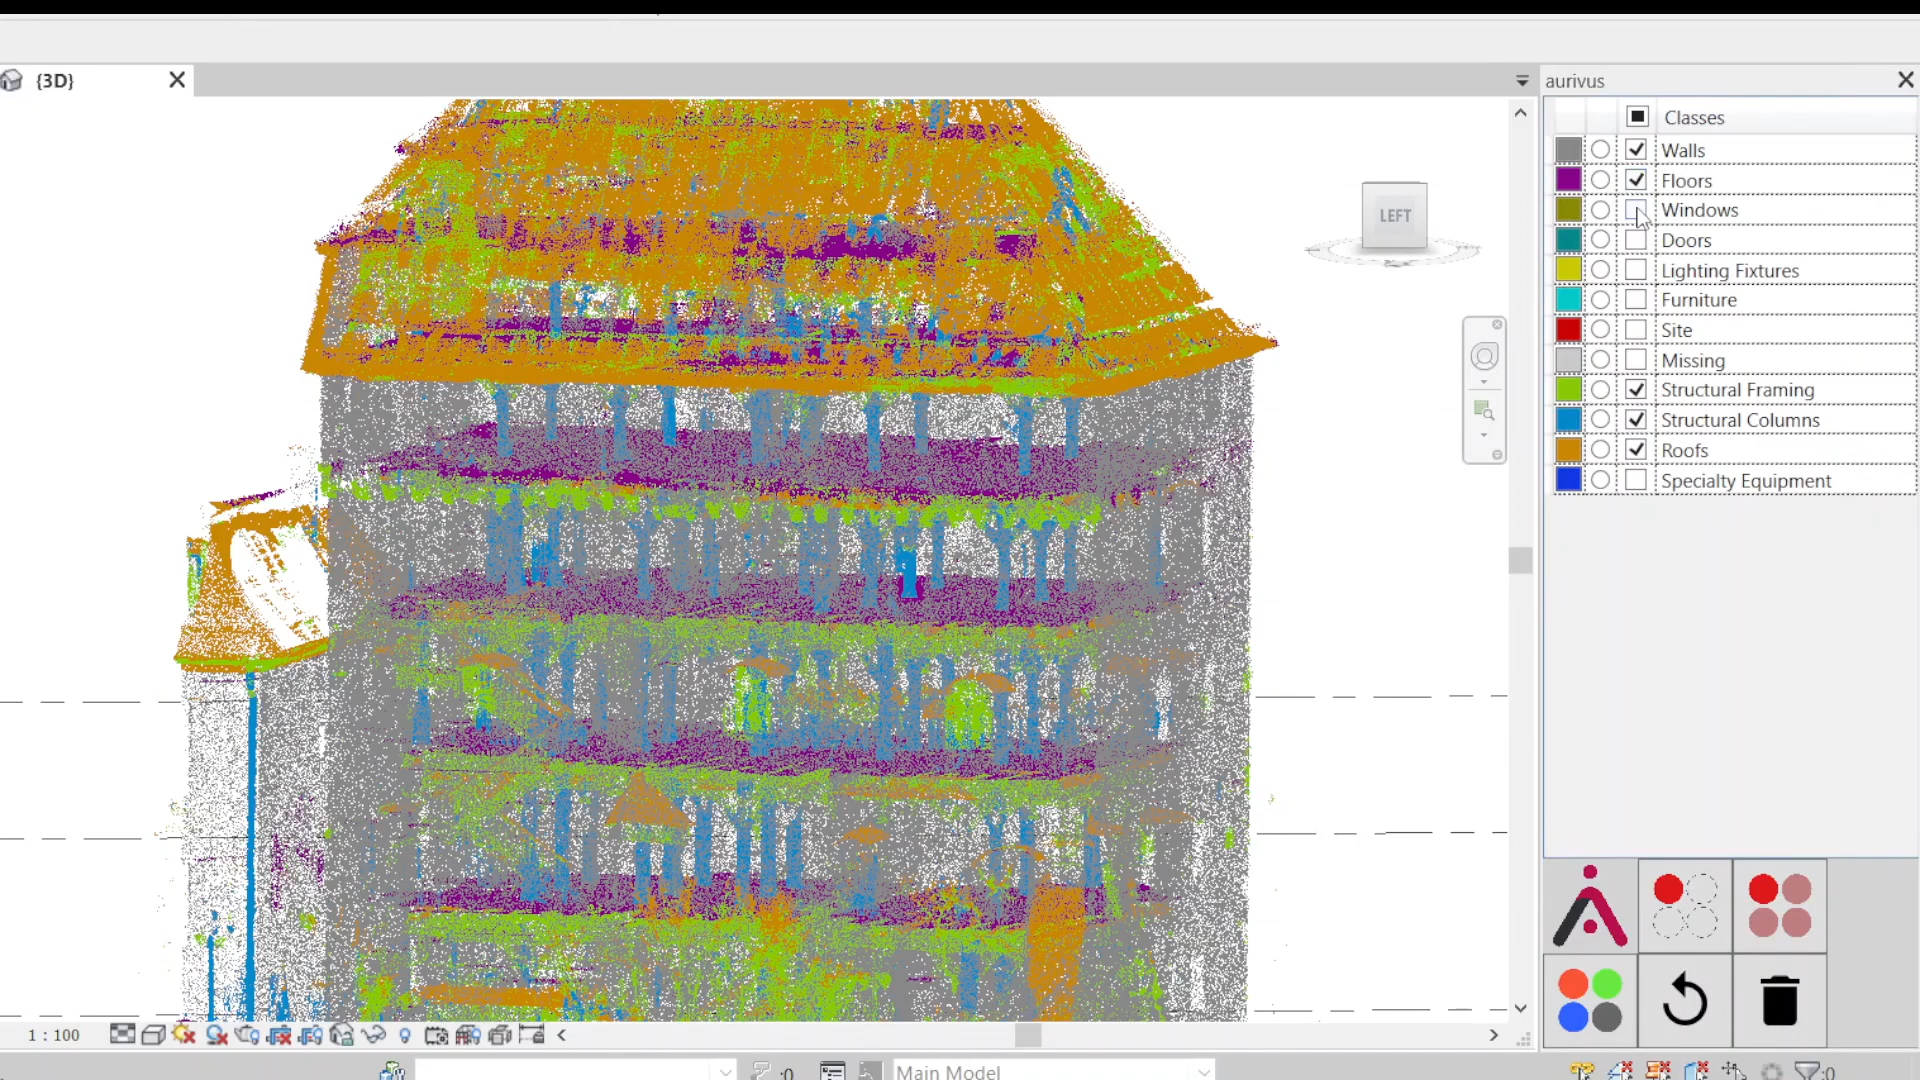 {3D}
aurivus
Classes
Walls
LEFT
Floors
Windows
Doors
Lighting Fixtures
Furniture
Site
Missing
Structural Framing
Structural Columns
Roofs
Specialty Equipment
1 : 100
:0
Main Model
:0